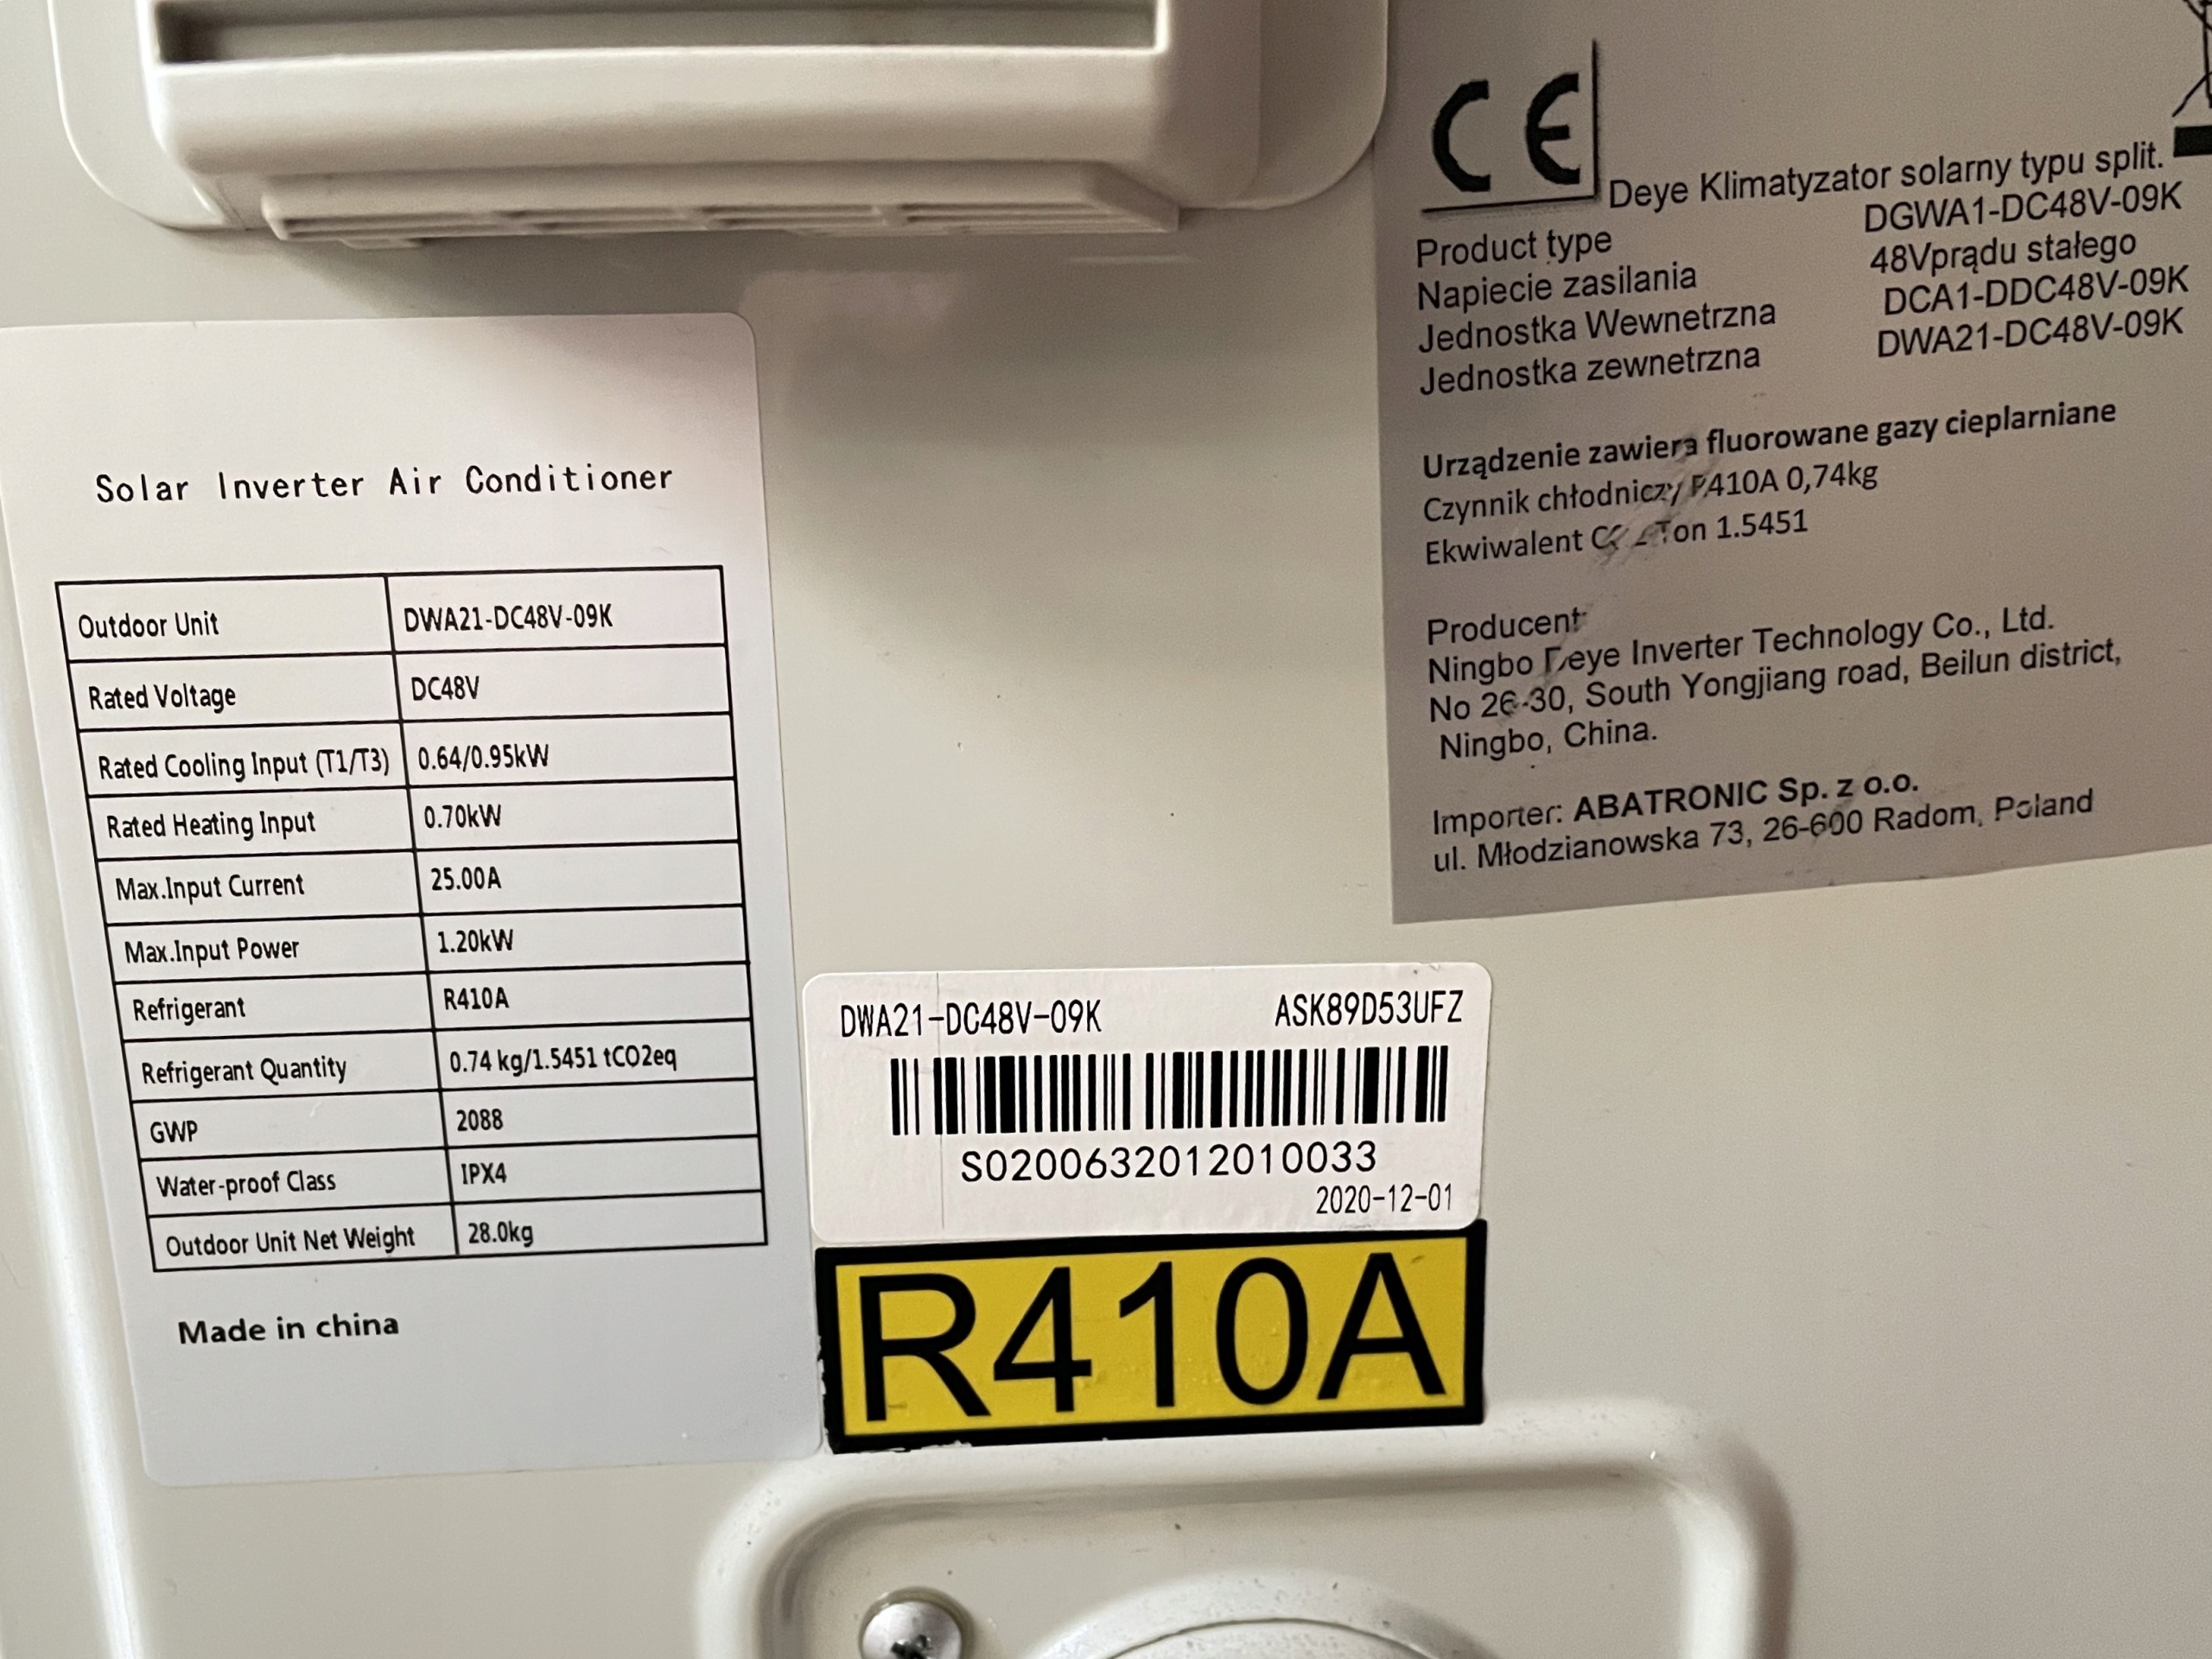 Solar Inverter Air Conditioner
Outdoor Unit DWA21-DC48V-09K
Rated Voltage DC48V
Rated Cooling Input (T1/T3) 0.64/0.95kW
Rated Heating Input 0.70kW
Max.Input Current 25.00A
Max.Input Power 1.20kW
Refrigerant R410A
Refrigerant Quantity 0.74 kg/1.5451 tCO2eq
GWP 2088
Water-proof Class IPX4
Outdoor Unit Net Weight 28.0kg
Made in china
CE
Deye Klimatyzator solarny typu split.
Product type DGWA1-DC48V-09K
Napiecie zasilania 48Vprądu stałego
Jednostka Wewnetrzna DCA1-DDC48V-09K
Jednostka zewnetrzna DWA21-DC48V-09K
Urządzenie zawiera fluorowane gazy cieplarniane
Czynnik chłodniczy R410A 0,74kg
Ekwiwalent Ton 1.5451
Producent
Ningbo Deye Inverter Technology Co., Ltd.
No 26-30, South Yongjiang road, Beilun district,
Ningbo, China.
Importer: ABATRONIC Sp. z o.o.
ul. Młodzianowska 73, 26-600 Radom, Poland
DWA21-DC48V-09K ASK89D53UFZ
S0200632012010033
2020-12-01
R410A